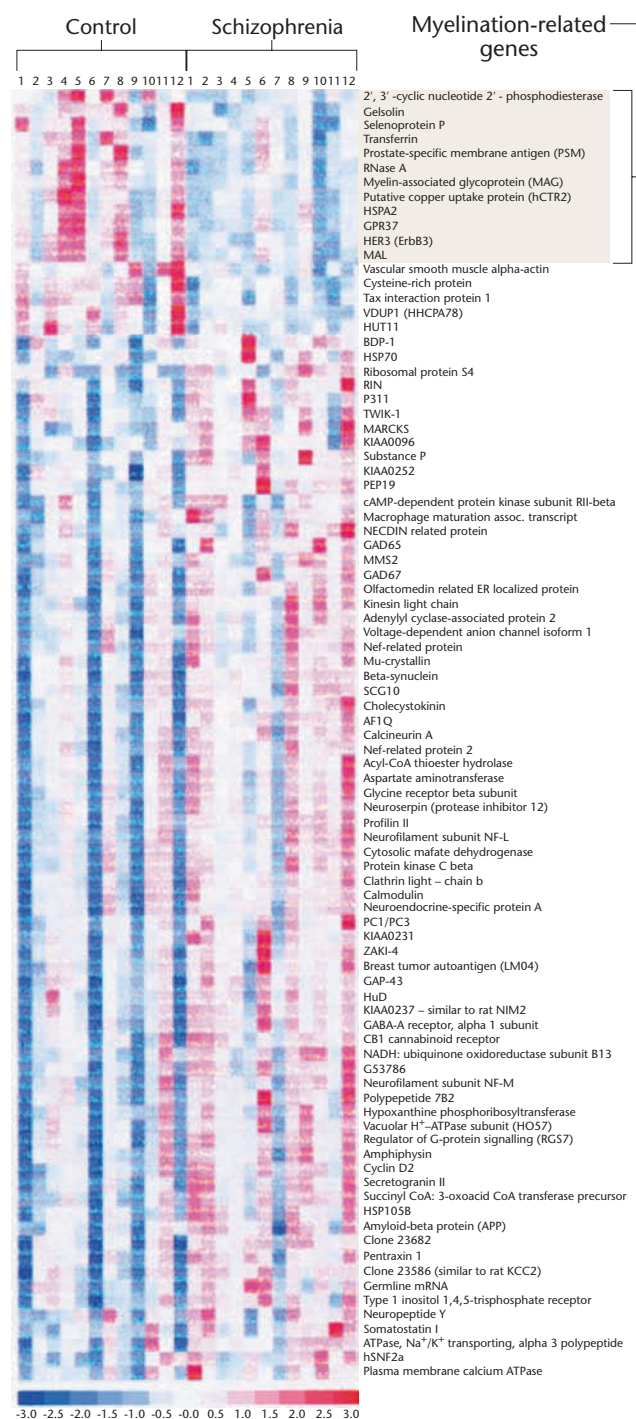 Control Schizophrenia Myelination-related
genes
1 2 3 4 5 6 7 8 9 10 11 12 1 2 3 4 5 6 7 8 9 10 11 12
2', 3' -cyclic nucleotide 2' - phosphodiesterase
Gelsolin
Selenoprotein P
Transferrin
Prostate-specific membrane antigen (PSM)
RNase A
Myelin-associated glycoprotein (MAG)
Putative copper uptake protein (hCTR2)
HSPA2
GPR37
HER3 (ErbB3)
MAL
Vascular smooth muscle alpha-actin
Cysteine-rich protein
Tax interaction protein 1
VDUP1 (HHCPA78)
HUT11
BDP-1
HSP70
Ribosomal protein S4
RIN
P311
TWIK-1
MARCKS
KIAA0096
Substance P
KIAA0252
PEP19
cAMP-dependent protein kinase subunit RII-beta
Macrophage maturation assoc. transcript
NECDIN related protein
GAD65
MMS2
GAD67
Olfactomedin related ER localized protein
Kinesin light chain
Adenylyl cyclase-associated protein 2
Voltage-dependent anion channel isoform 1
Nef-related protein
Mu-crystallin
Beta-synuclein
SCG10
Cholecystokinin
AF1Q
Calcineurin A
Nef-related protein 2
Acyl-CoA thioester hydrolase
Aspartate aminotransferase
Glycine receptor beta subunit
Neuroserpin (protease inhibitor 12)
Profilin II
Neurofilament subunit NF-L
Cytosolic mafate dehydrogenase
Protein kinase C beta
Clathrin light – chain b
Calmodulin
Neuroendocrine-specific protein A
PC1/PC3
KIAA0231
ZAKI-4
Breast tumor autoantigen (LM04)
GAP-43
HuD
KIAA0237 – similar to rat NIM2
GABA-A receptor, alpha 1 subunit
CB1 cannabinoid receptor
NADH: ubiquinone oxidoreductase subunit B13
G53786
Neurofilament subunit NF-M
Polypepetide 7B2
Hypoxanthine phosphoribosyltransferase
Vacuolar H+–ATPase subunit (HO57)
Regulator of G-protein signalling (RGS7)
Amphiphysin
Cyclin D2
Secretogranin II
Succinyl CoA: 3-oxoacid CoA transferase precursor
HSP105B
Amyloid-beta protein (APP)
Clone 23682
Pentraxin 1
Clone 23586 (similar to rat KCC2)
Germline mRNA
Type 1 inositol 1,4,5-trisphosphate receptor
Neuropeptide Y
Somatostatin I
ATPase, Na+/K+ transporting, alpha 3 polypeptide
hSNF2a
Plasma membrane calcium ATPase
-3.0 -2.5 -2.0 -1.5 -1.0 -0.5 -0.0 0.5 1.0 1.5 2.0 2.5 3.0